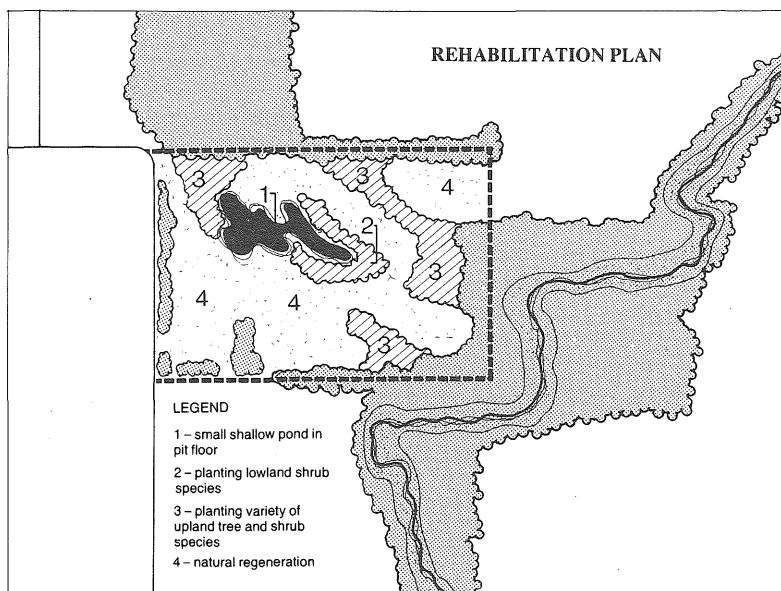 REHABILITATION PLAN
3
3
4
1
2
3
4
4
3
LEGEND
1 – small shallow pond in
pit floor
2 – planting lowland shrub
species
3 – planting variety of
upland tree and shrub
species
4 – natural regeneration